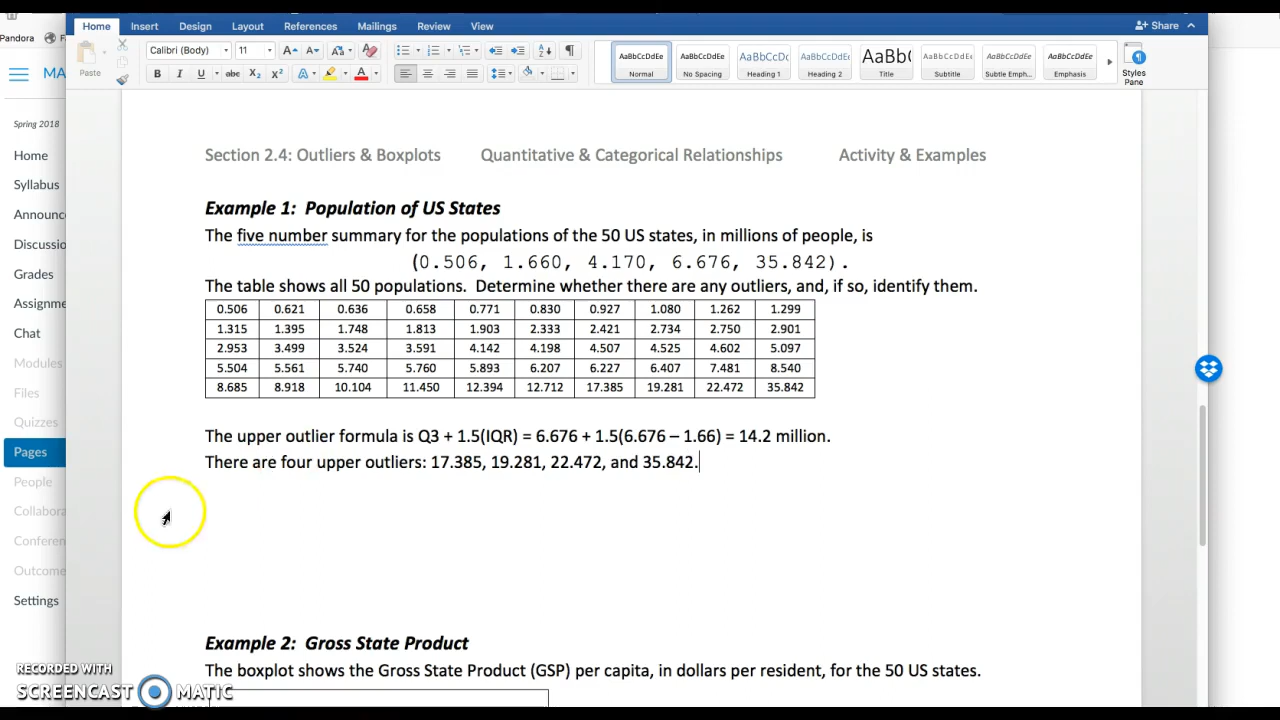 Home Insert Design Layout References Mailings Review View Share
Pandora
Paste
Calibri (Body) 11
AaBbCcDdEe AaBbCcDdEe AaBbCcDc AaBbCcDdE AaBb( AaBbCcDdEe AaBbCcDdEe AaBbCcDdEe
Normal No Spacing Heading 1 Heading 2 Title Subtitle Subtle Emph... Emphasis
Styles Pane
MA
Spring 2018
Home
Syllabus
Announc
Discussio
Grades
Assignme
Chat
Modules
Files
Quizzes
Pages
People
Collabora
Conferen
Outcome
Settings
Section 2.4: Outliers & Boxplots Quantitative & Categorical Relationships Activity & Examples
Example 1: Population of US States
The five number summary for the populations of the 50 US states, in millions of people, is
(0.506, 1.660, 4.170, 6.676, 35.842).
The table shows all 50 populations. Determine whether there are any outliers, and, if so, identify them.
0.506 0.621 0.636 0.658 0.771 0.830 0.927 1.080 1.262 1.299
1.315 1.395 1.748 1.813 1.903 2.333 2.421 2.734 2.750 2.901
2.953 3.499 3.524 3.591 4.142 4.198 4.507 4.525 4.602 5.097
5.504 5.561 5.740 5.760 5.893 6.207 6.227 6.407 7.481 8.540
8.685 8.918 10.104 11.450 12.394 12.712 17.385 19.281 22.472 35.842
The upper outlier formula is Q3 + 1.5(IQR) = 6.676 + 1.5(6.676 – 1.66) = 14.2 million.
There are four upper outliers: 17.385, 19.281, 22.472, and 35.842.
Example 2: Gross State Product
The boxplot shows the Gross State Product (GSP) per capita, in dollars per resident, for the 50 US states.
RECORDED WITH
SCREENCAST MATIC